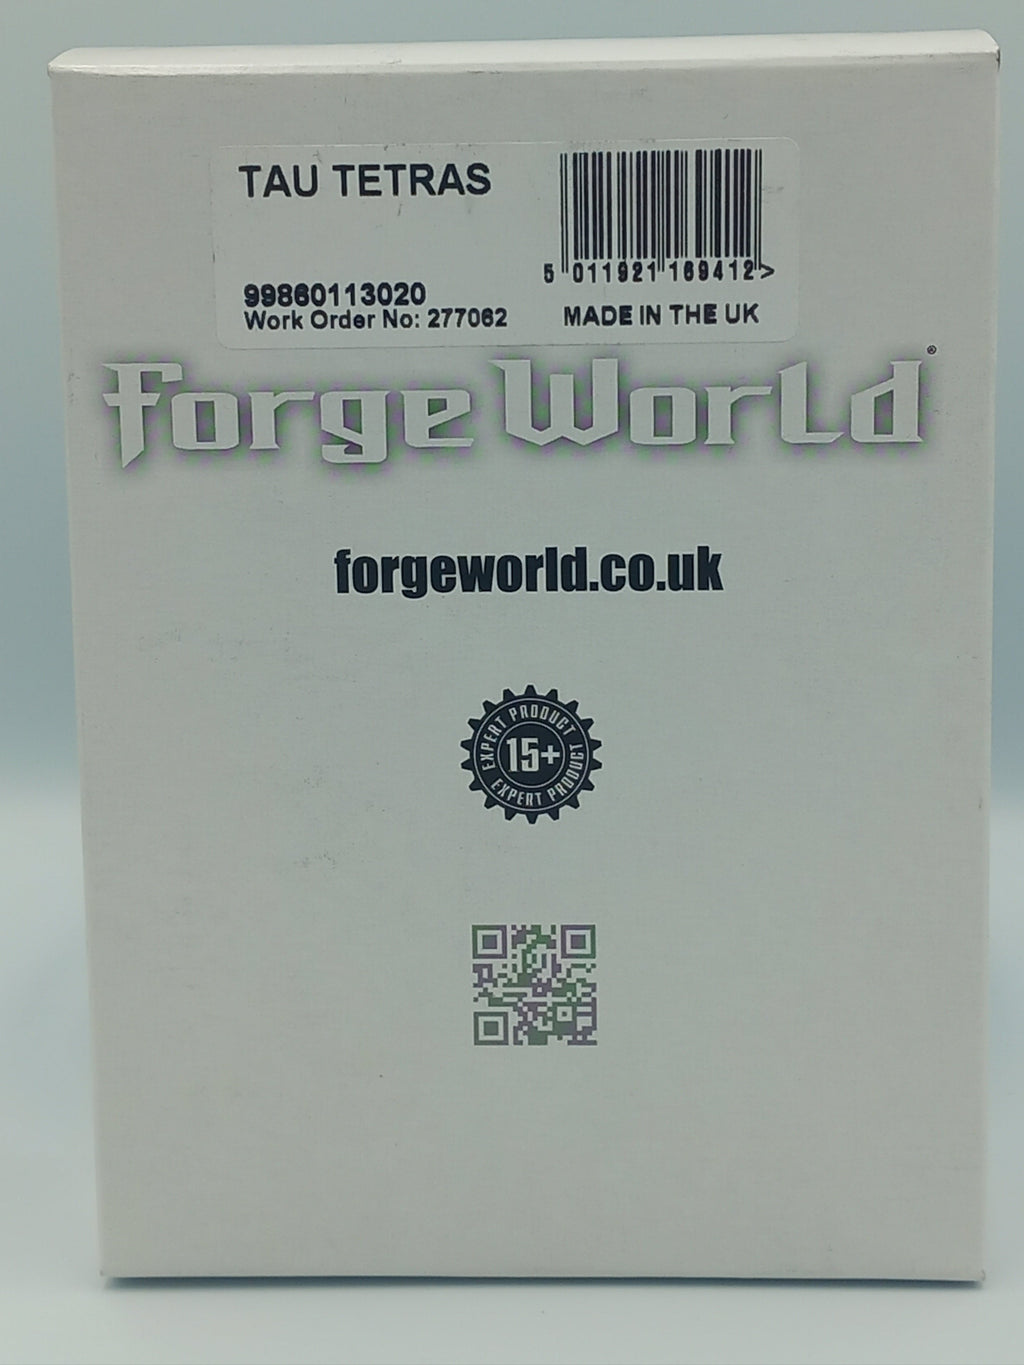 TAU TETRAS
99860113020
Work Order No: 277062
5 011921 169412 >
MADE IN THE UK
Forge World®
forgeworld.co.uk
EXPERT PRODUCT
15+
EXPERT PRODUCT